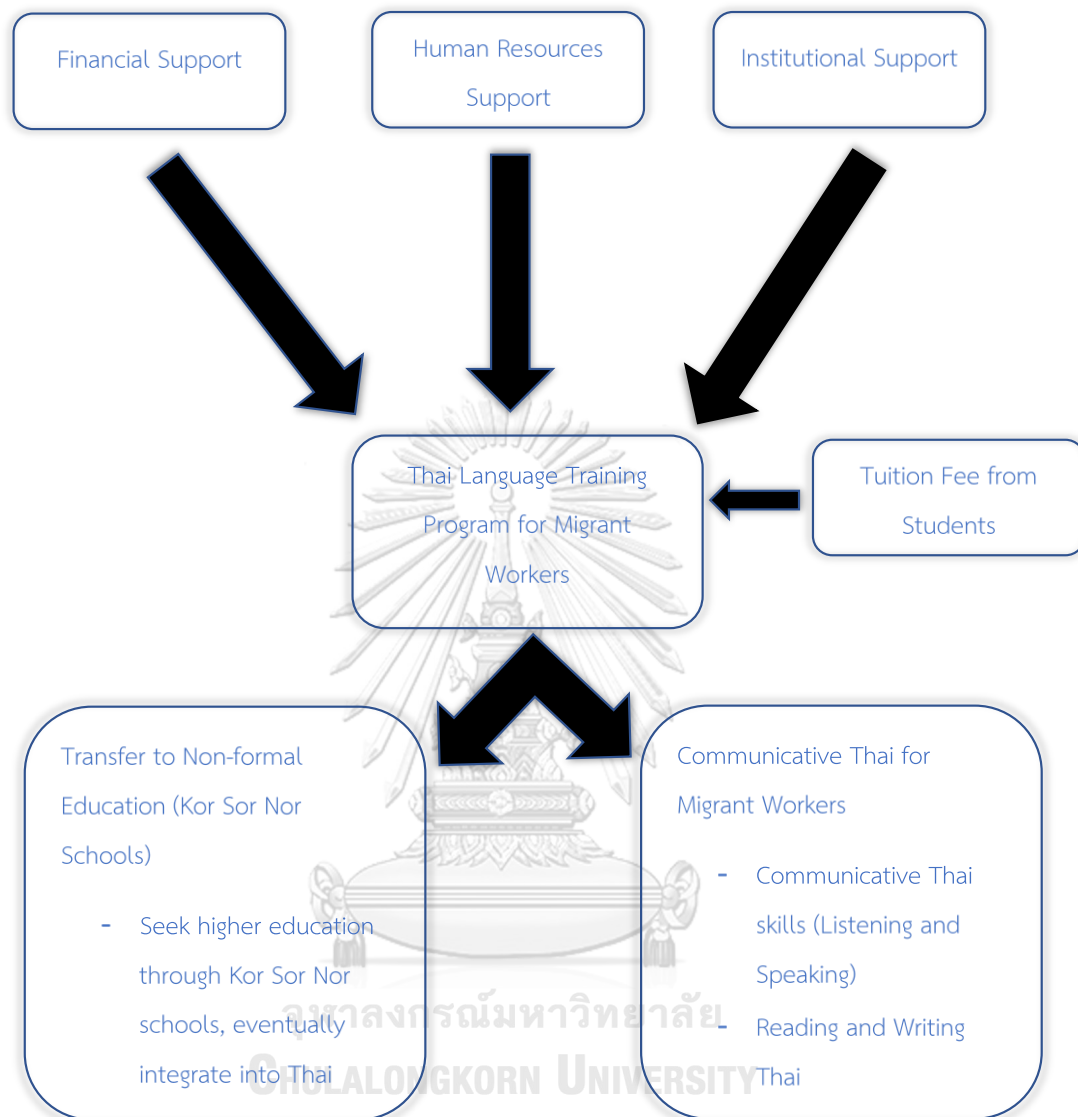 Financial Support
Human Resources
Support
Institutional Support
Thai Language Training
Program for Migrant
Workers
Tuition Fee from
Students
Transfer to Non-formal
Education (Kor Sor Nor
Schools)
- Seek higher education
through Kor Sor Nor
schools, eventually
integrate into Thai
Communicative Thai for
Migrant Workers
- Communicative Thai
skills (Listening and
Speaking)
- Reading and Writing
Thai
จุฬาลงกรณ์มหาวิทยาลัย
CHULALONGKORN UNIVERSITY